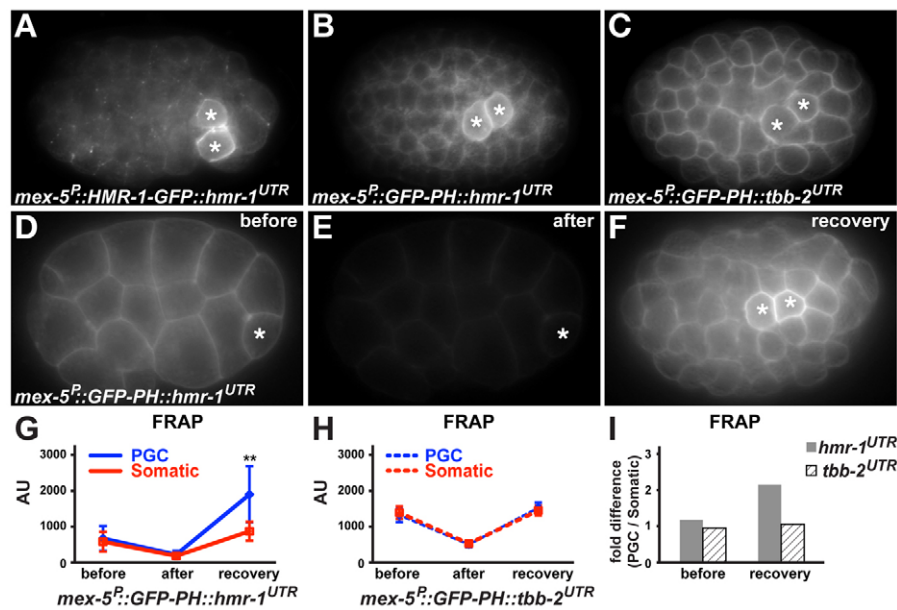 A
B
C
*
*
*
*
*
*
mex-5ᴾ::HMR-1-GFP::hmr-1ᵁᵀᴿ
mex-5ᴾ::GFP-PH::hmr-1ᵁᵀᴿ
mex-5ᴾ::GFP-PH::tbb-2ᵁᵀᴿ
D
before
E
after
F
recovery
*
*
*
*
mex-5ᴾ::GFP-PH::hmr-1ᵁᵀᴿ
G
FRAP
3000
2000
1000
0
AU
PGC
Somatic
**
before
after
recovery
mex-5ᴾ::GFP-PH::hmr-1ᵁᵀᴿ
H
FRAP
3000
2000
1000
0
AU
PGC
Somatic
before
after
recovery
mex-5ᴾ::GFP-PH::tbb-2ᵁᵀᴿ
I
FRAP
3
2
1
0
fold difference
(PGC / Somatic)
hmr-1ᵁᵀᴿ
tbb-2ᵁᵀᴿ
before
recovery